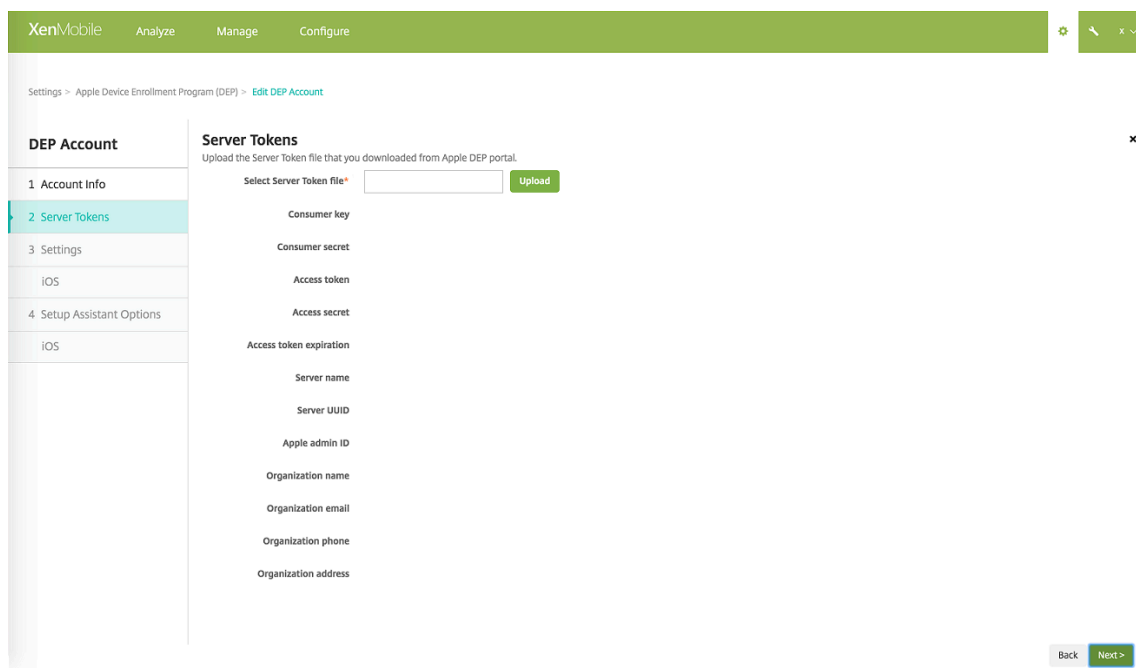 XenMobile Analyze Manage Configure x
Settings > Apple Device Enrollment Program (DEP) > Edit DEP Account
DEP Account
1 Account Info
2 Server Tokens
3 Settings
iOS
4 Setup Assistant Options
iOS
Server Tokens
Upload the Server Token file that you downloaded from Apple DEP portal.
Select Server Token file* Upload
Consumer key
Consumer secret
Access token
Access secret
Access token expiration
Server name
Server UUID
Apple admin ID
Organization name
Organization email
Organization phone
Organization address
Back Next >